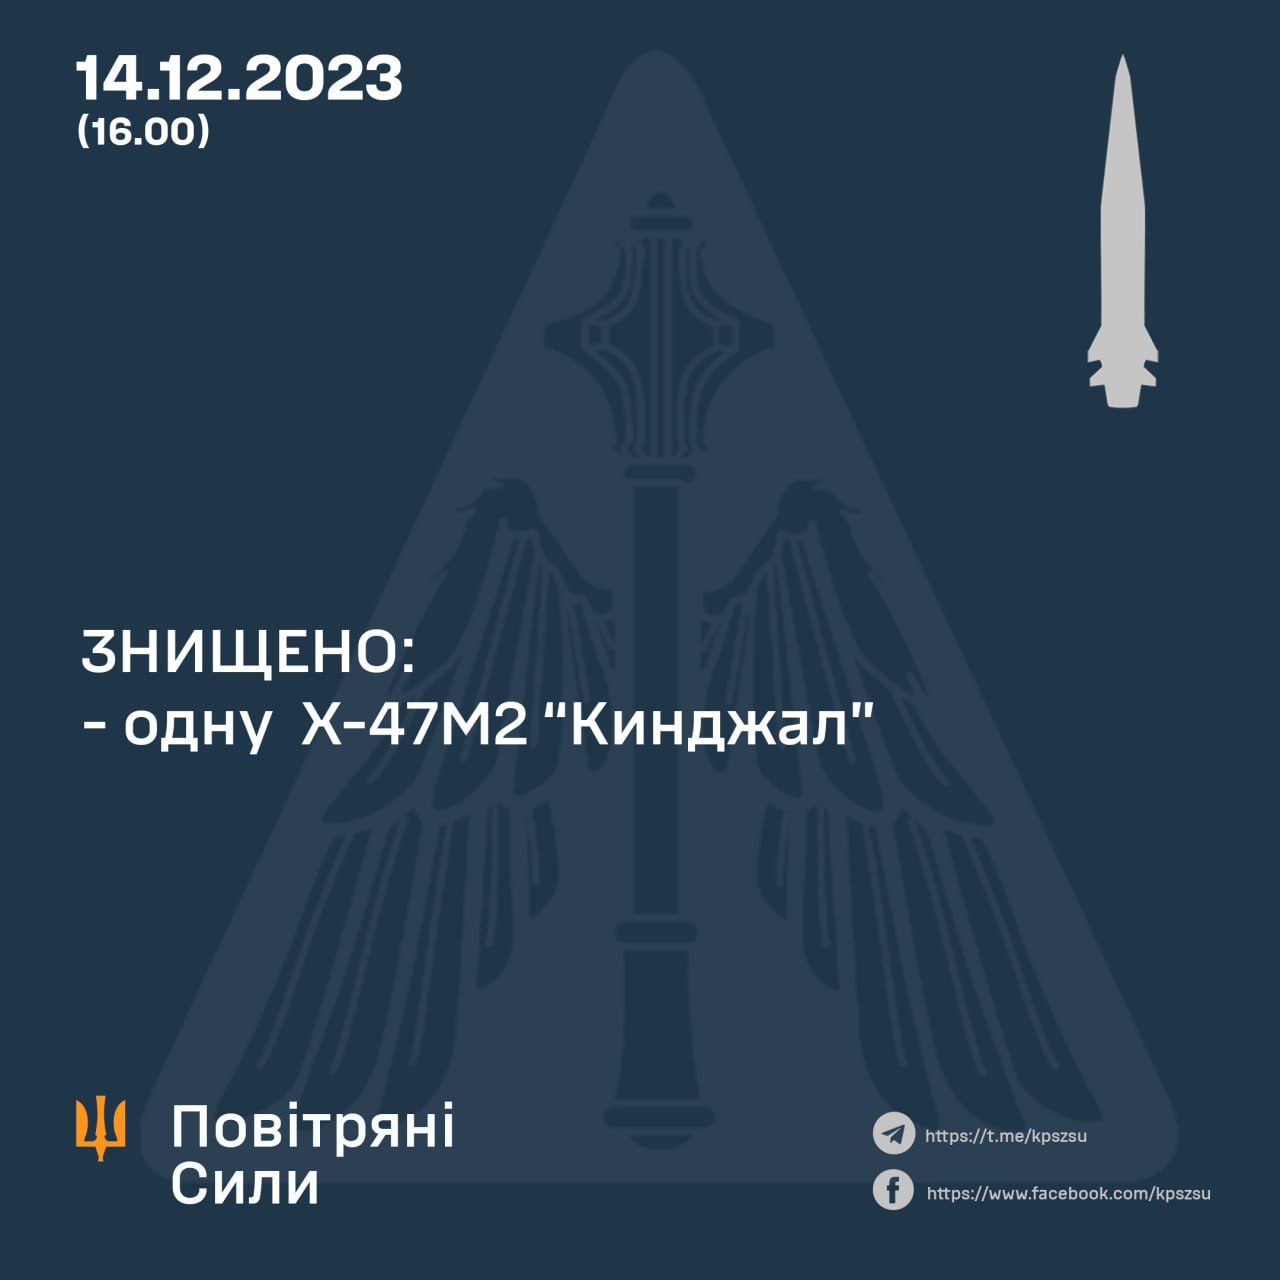 14.12.2023
(16.00)
ЗНИЩЕНО:
- одну Х-47М2 “Кинджал”
Повітряні
Сили
https://t.me/kpszsu
https://www.facebook.com/kpszsu